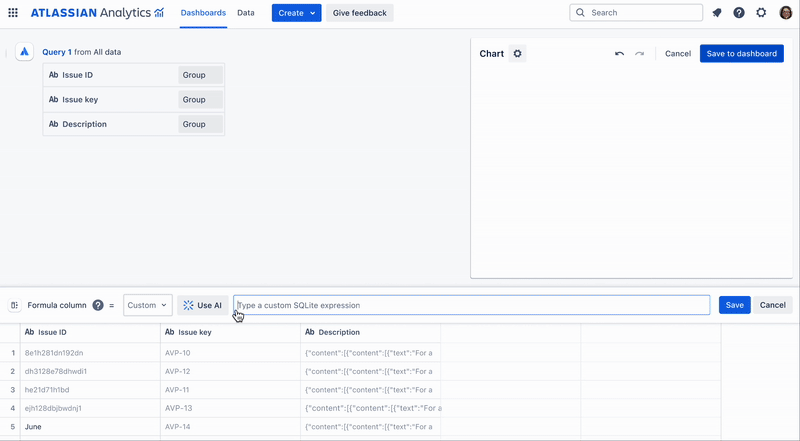 ATLASSIAN Analytics Dashboards Data Create Give feedback Search
Query 1 from All data
Ab Issue ID Group
Ab Issue key Group
Ab Description Group
Chart Cancel Save to dashboard
Formula column ? = Custom Use AI Type a custom SQLite expression Save Cancel
Ab Issue ID Ab Issue key Ab Description
1 8e1h281dn192dn AVP-10 {"content":[{"content":[{"text":"For a
2 dh3128e78dhwdi1 AVP-12 {"content":[{"content":[{"text":"For a
3 he21d71h1bd AVP-11 {"content":[{"content":[{"text":"For a
4 ejh128dbjbwdnj1 AVP-13 {"content":[{"content":[{"text":"For a
5 June AVP-14 {"content":[{"content":[{"text":"For a